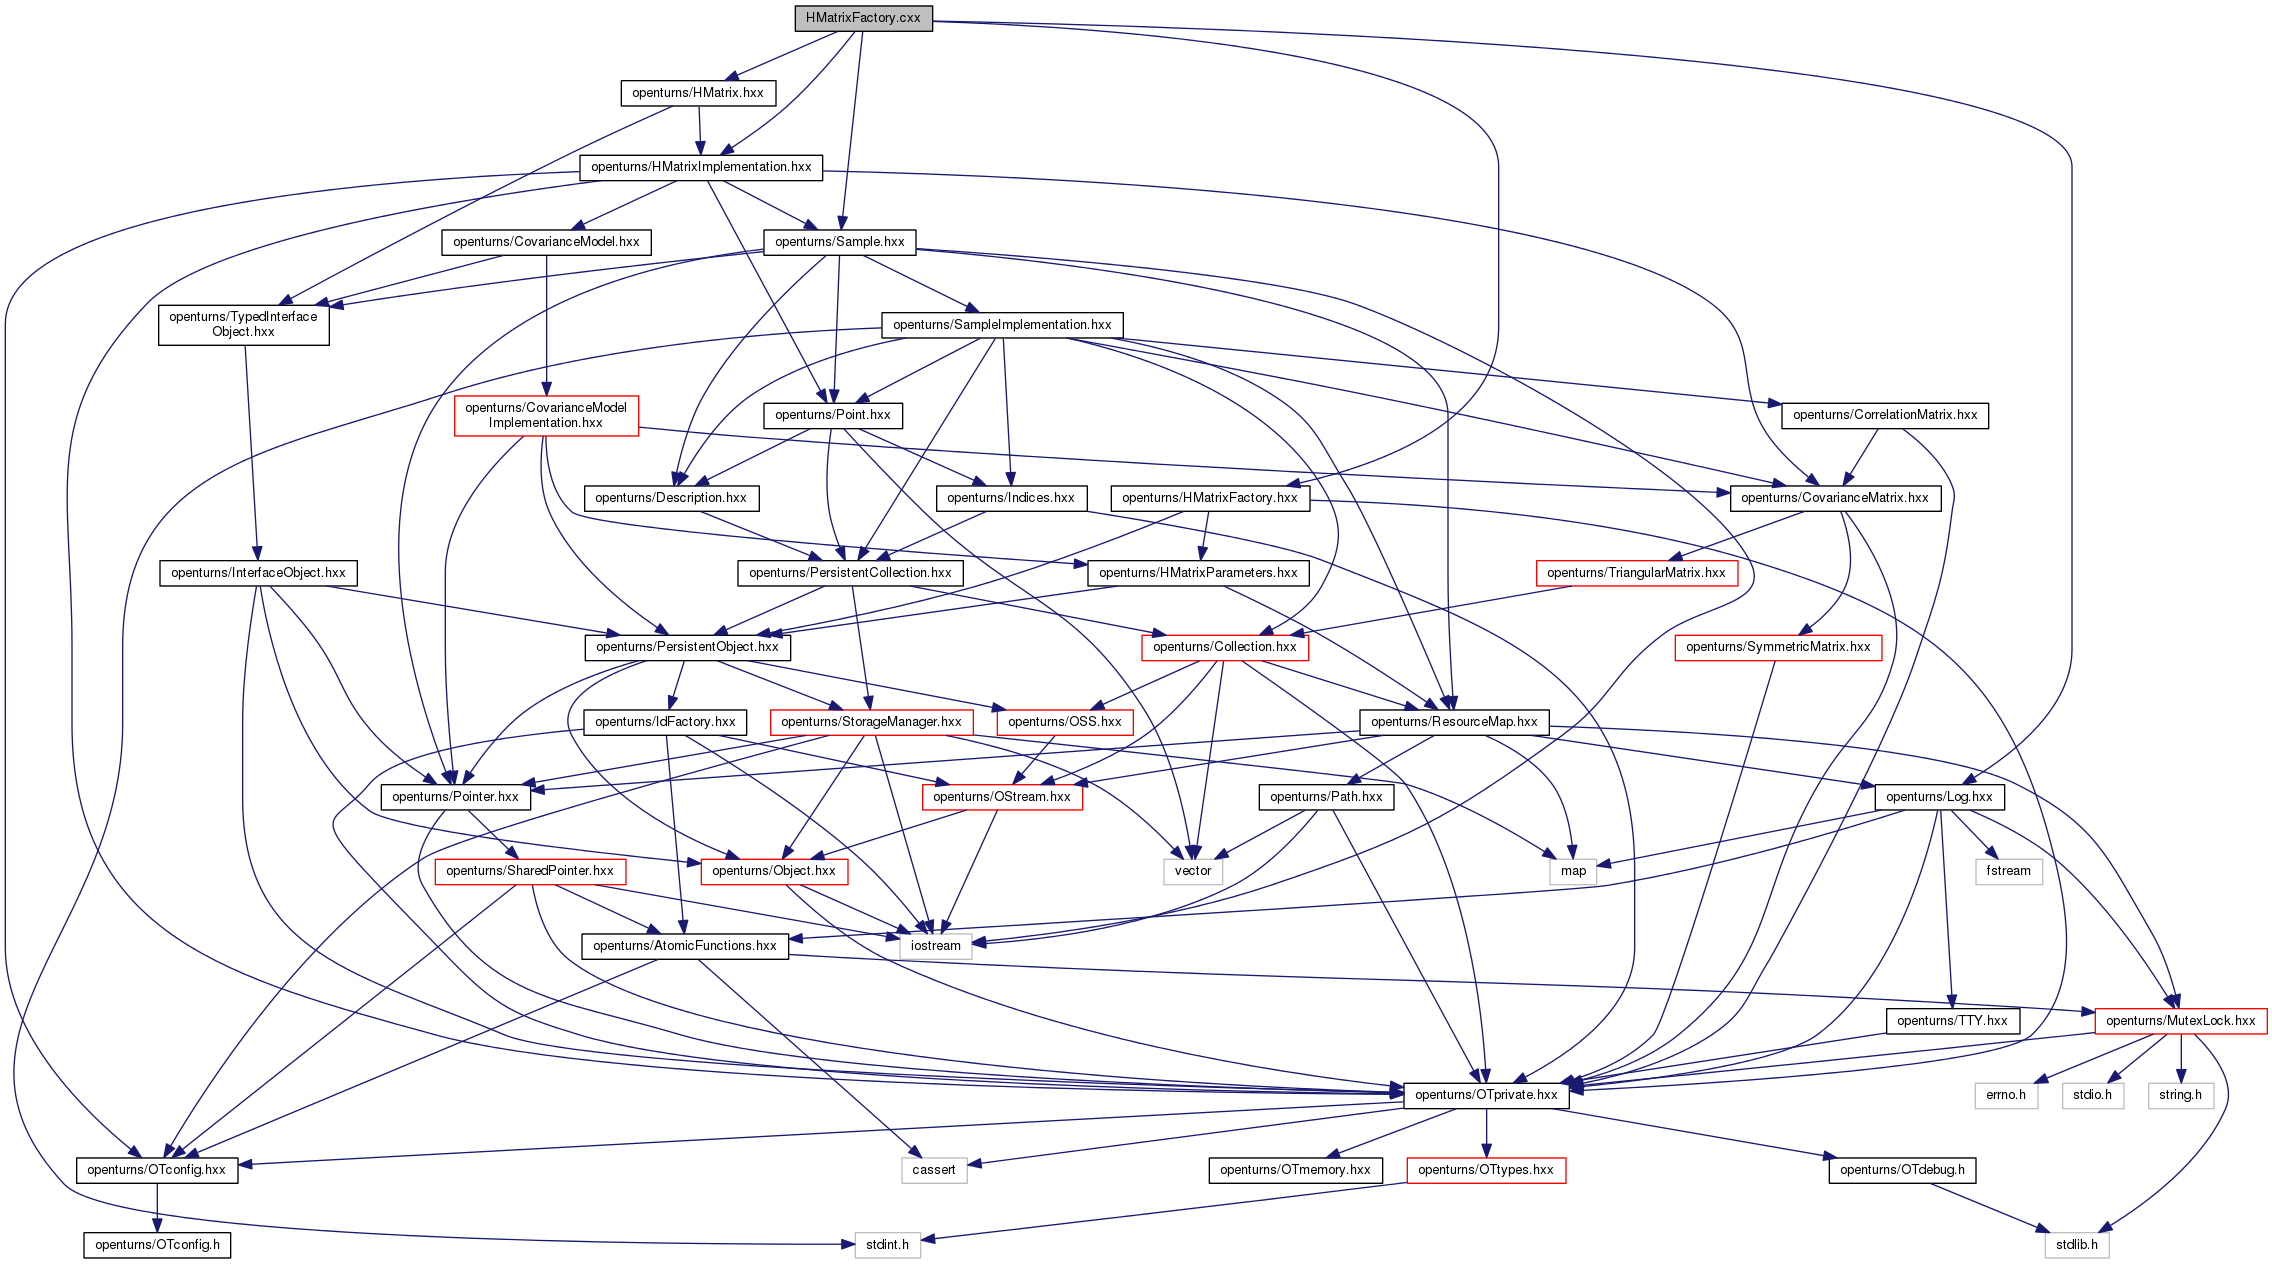 HMatrixFactory.cxx
openturns/HMatrix.hxx
openturns/HMatrixImplementation.hxx
openturns/CovarianceModel.hxx
openturns/Sample.hxx
openturns/TypedInterface
Object.hxx
openturns/SampleImplementation.hxx
openturns/CovarianceModel
Implementation.hxx
openturns/Point.hxx
openturns/CorrelationMatrix.hxx
openturns/Description.hxx
openturns/Indices.hxx
openturns/HMatrixFactory.hxx
openturns/CovarianceMatrix.hxx
openturns/InterfaceObject.hxx
openturns/PersistentCollection.hxx
openturns/HMatrixParameters.hxx
openturns/TriangularMatrix.hxx
openturns/PersistentObject.hxx
openturns/Collection.hxx
openturns/SymmetricMatrix.hxx
openturns/IdFactory.hxx
openturns/StorageManager.hxx
openturns/OSS.hxx
openturns/ResourceMap.hxx
openturns/Pointer.hxx
openturns/OStream.hxx
openturns/Path.hxx
openturns/Log.hxx
openturns/SharedPointer.hxx
openturns/Object.hxx
vector
map
fstream
openturns/AtomicFunctions.hxx
iostream
openturns/TTY.hxx
openturns/MutexLock.hxx
openturns/OTprivate.hxx
errno.h
stdio.h
string.h
openturns/OTconfig.hxx
cassert
openturns/OTmemory.hxx
openturns/OTtypes.hxx
openturns/OTdebug.h
openturns/OTconfig.h
stdint.h
stdlib.h